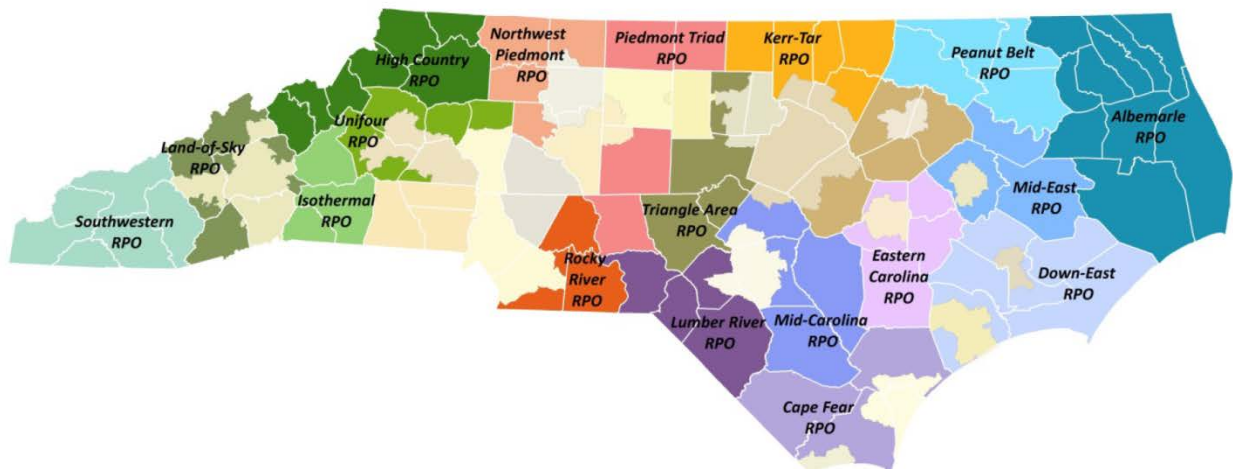 High Country
RPO
Northwest
Piedmont
RPO
Piedmont Triad
RPO
Kerr-Tar
RPO
Peanut Belt
RPO
Albemarle
RPO
Unifour
RPO
Land-of-Sky
RPO
Southwestern
RPO
Isothermal
RPO
Triangle Area
RPO
Mid-East
RPO
Rocky
River
RPO
Eastern
Carolina
RPO
Down-East
RPO
Lumber River
RPO
Mid-Carolina
RPO
Cape Fear
RPO